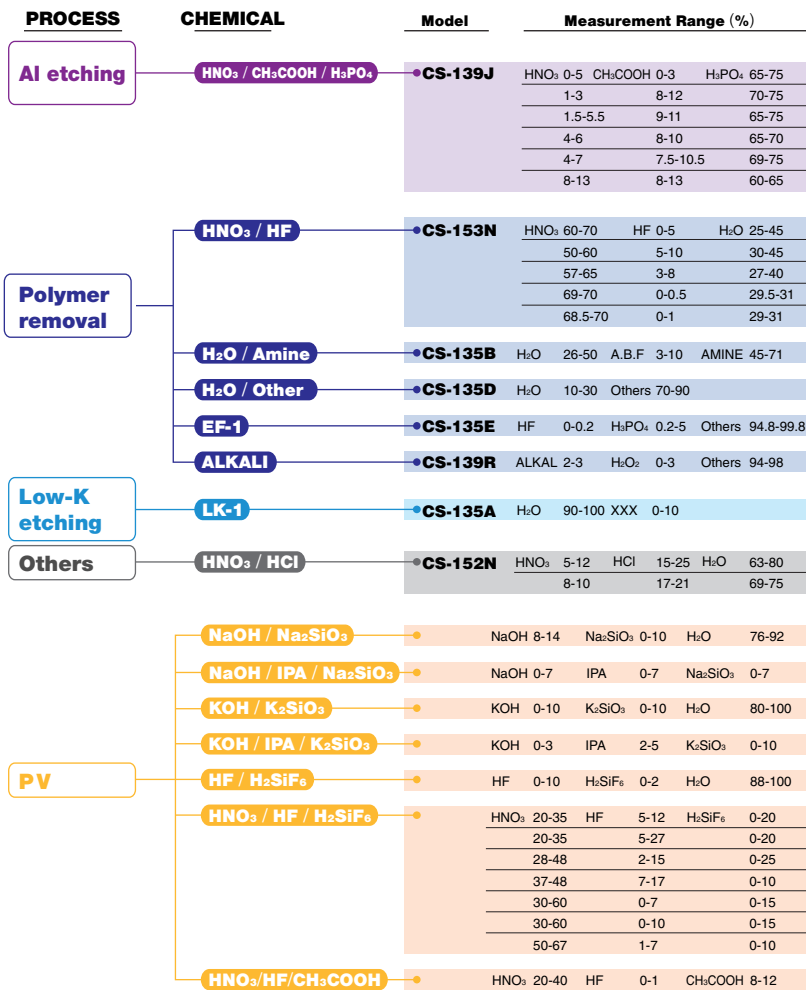 PROCESS CHEMICAL Model Measurement Range (%)
Al etching HNO₃ / CH₃COOH / H₃PO₄ CS-139J HNO₃ 0-5 CH₃COOH 0-3 H₃PO₄ 65-75
1-3 8-12 70-75
1.5-5.5 9-11 65-75
4-6 8-10 65-70
4-7 7.5-10.5 69-75
8-13 8-13 60-65
Polymer removal
HNO₃ / HF CS-153N HNO₃ 60-70 HF 0-5 H₂O 25-45
50-60 5-10 30-45
57-65 3-8 27-40
69-70 0-0.5 29.5-31
68.5-70 0-1 29-31
H₂O / Amine CS-135B H₂O 26-50 A.B.F 3-10 AMINE 45-71
H₂O / Other CS-135D H₂O 10-30 Others 70-90
EF-1 CS-135E HF 0-0.2 H₃PO₄ 0.2-5 Others 94.8-99.8
ALKALI CS-139R ALKAL 2-3 H₂O₂ 0-3 Others 94-98
Low-K etching
LK-1 CS-135A H₂O 90-100 XXX 0-10
Others HNO₃ / HCl CS-152N HNO₃ 5-12 HCl 15-25 H₂O 63-80
8-10 17-21 69-75
PV
NaOH / Na₂SiO₃ NaOH 8-14 Na₂SiO₃ 0-10 H₂O 76-92
NaOH / IPA / Na₂SiO₃ NaOH 0-7 IPA 0-7 Na₂SiO₃ 0-7
KOH / K₂SiO₃ KOH 0-10 K₂SiO₃ 0-10 H₂O 80-100
KOH / IPA / K₂SiO₃ KOH 0-3 IPA 2-5 K₂SiO₃ 0-10
HF / H₂SiF₆ HF 0-10 H₂SiF₆ 0-2 H₂O 88-100
HNO₃ / HF / H₂SiF₆ HNO₃ 20-35 HF 5-12 H₂SiF₆ 0-20
20-35 5-27 0-20
28-48 2-15 0-25
37-48 7-17 0-10
30-60 0-7 0-15
30-60 0-10 0-15
50-67 1-7 0-10
HNO₃/HF/CH₃COOH HNO₃ 20-40 HF 0-1 CH₃COOH 8-12